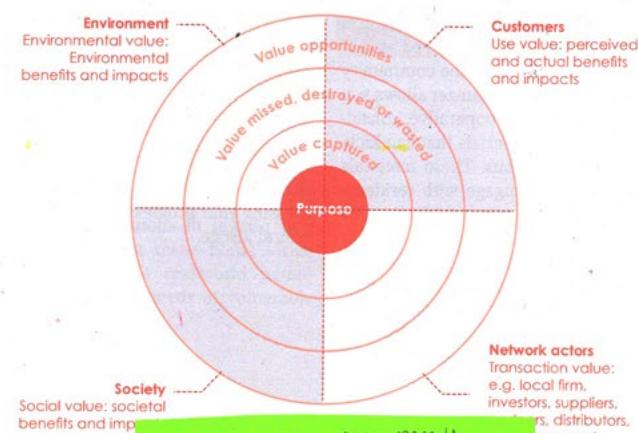 Environment
Environmental value:
Environmental
benefits and impacts
Customers
Use value: perceived
and actual benefits
and impacts
Value opportunities
Value missed, destroyed or wasted
Value captured
Purpose
Society
Social value: societal
benefits and
Network actors
Transaction value:
e.g. local firm,
investors, suppliers,
distributors,